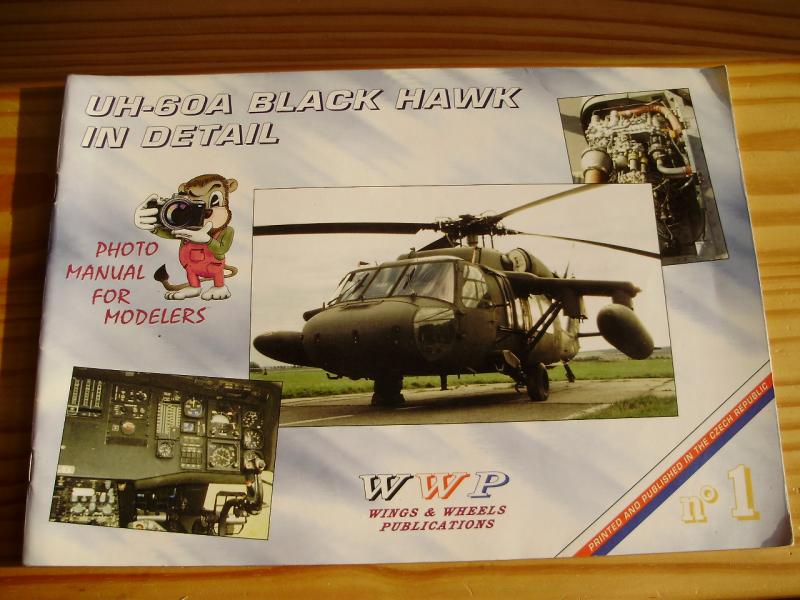 UH-60A BLACK HAWK
IN DETAIL
PHOTO
MANUAL
FOR
MODELERS
WWP
WINGS & WHEELS
PUBLICATIONS
PRINTED AND PUBLISHED IN THE CZECH REPUBLIC
nº 1